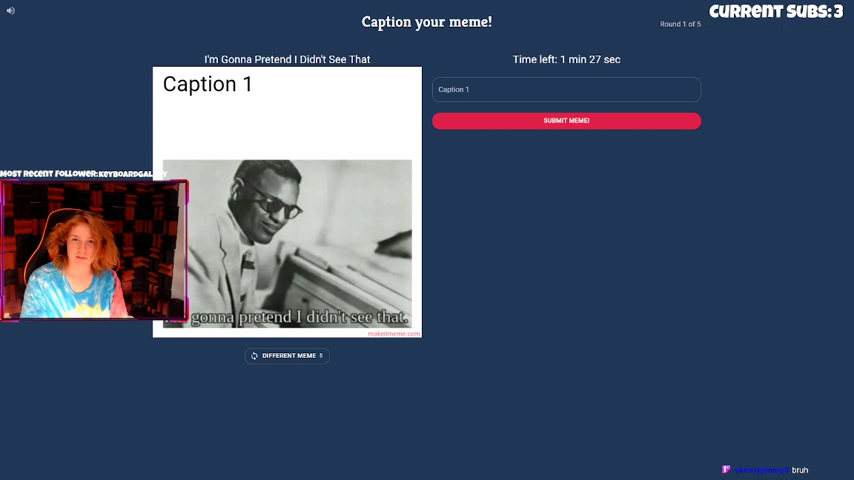 Caption your meme!
CURRENT SUBS: 3
Round 1 of 5
I'm Gonna Pretend I Didn't See That
Time left: 1 min 27 sec
Caption 1
Caption 1
SUBMIT MEME!
MOST RECENT FOLLOWER:
gonna pretend I didn't see that.
makeitmeme.com
DIFFERENT MEME 5
bruh